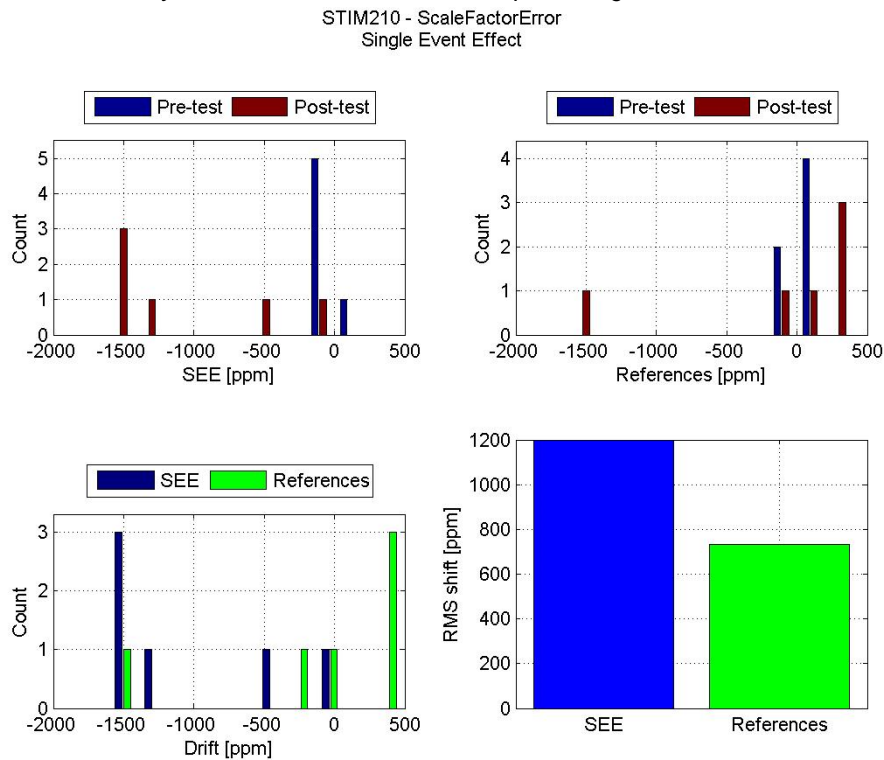 STIM210 - ScaleFactorError
Single Event Effect
Pre-test Post-test
5
4
3
2
1
0
Count
-2000 -1500 -1000 -500 0 500
SEE [ppm]
Pre-test Post-test
4
3
2
1
0
Count
-2000 -1500 -1000 -500 0 500
References [ppm]
SEE References
3
2
1
0
Count
-2000 -1500 -1000 -500 0 500
Drift [ppm]
1200
1000
800
600
400
200
0
RMS shift [ppm]
SEE References